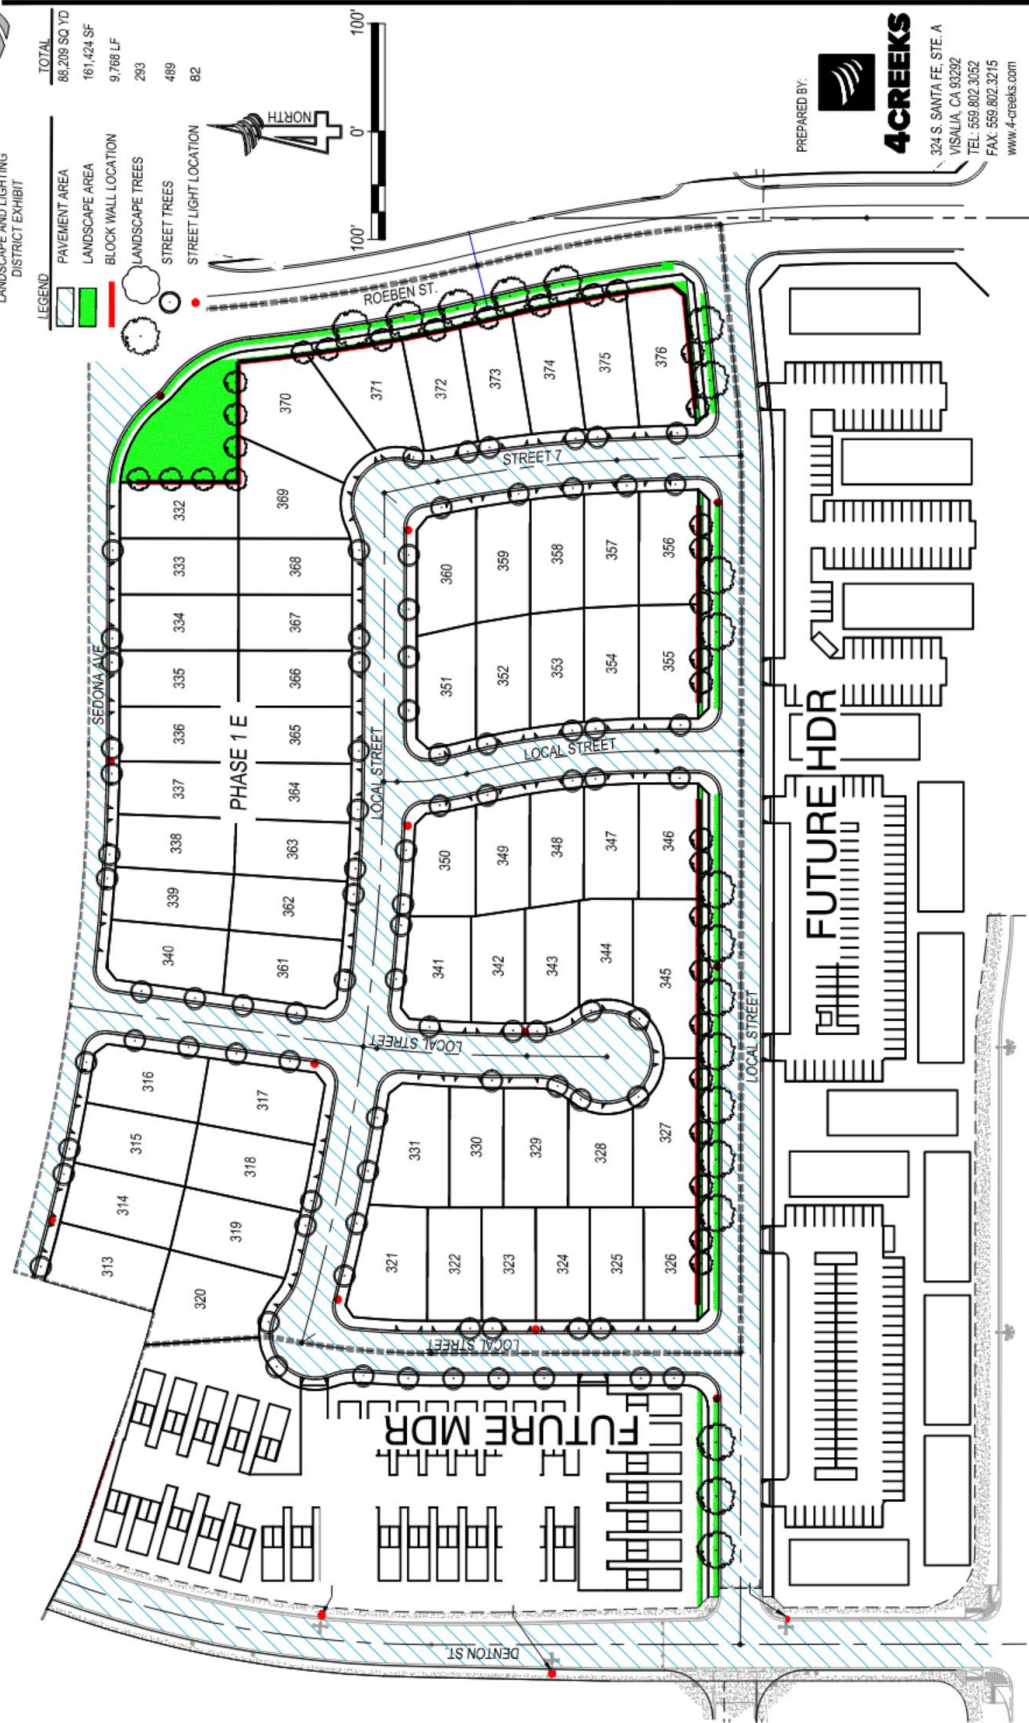 LANDSCAPE AND LIGHTING
DISTRICT EXHIBIT
LEGEND
TOTAL
PAVEMENT AREA 88,209 SQ YD
LANDSCAPE AREA 161,424 SF
BLOCK WALL LOCATION 9,768 LF
LANDSCAPE TREES 293
STREET TREES 489
STREET LIGHT LOCATION 82
NORTH
4
100' 0' 100'
PREPARED BY:
4CREEKS
324 S. SANTA FE, STE. A
VISALIA, CA 93292
TEL: 559.802.3052
FAX: 559.802.3215
www.4-creeks.com
SEDONA AVE
ROEBEN ST.
STREET 7
LOCAL STREET
LOCAL STREET
LOCAL STREET
LOCAL STREET
LOCAL STREET
DENTON ST.
PHASE 1 E
FUTURE MDR
FUTURE HDR
313
314
315
316
317
318
319
320
321
322
323
324
325
326
327
328
329
330
331
332
333
334
335
336
337
338
339
340
341
342
343
344
345
346
347
348
349
350
351
352
353
354
355
356
357
358
359
360
361
362
363
364
365
366
367
368
369
370
371
372
373
374
375
376